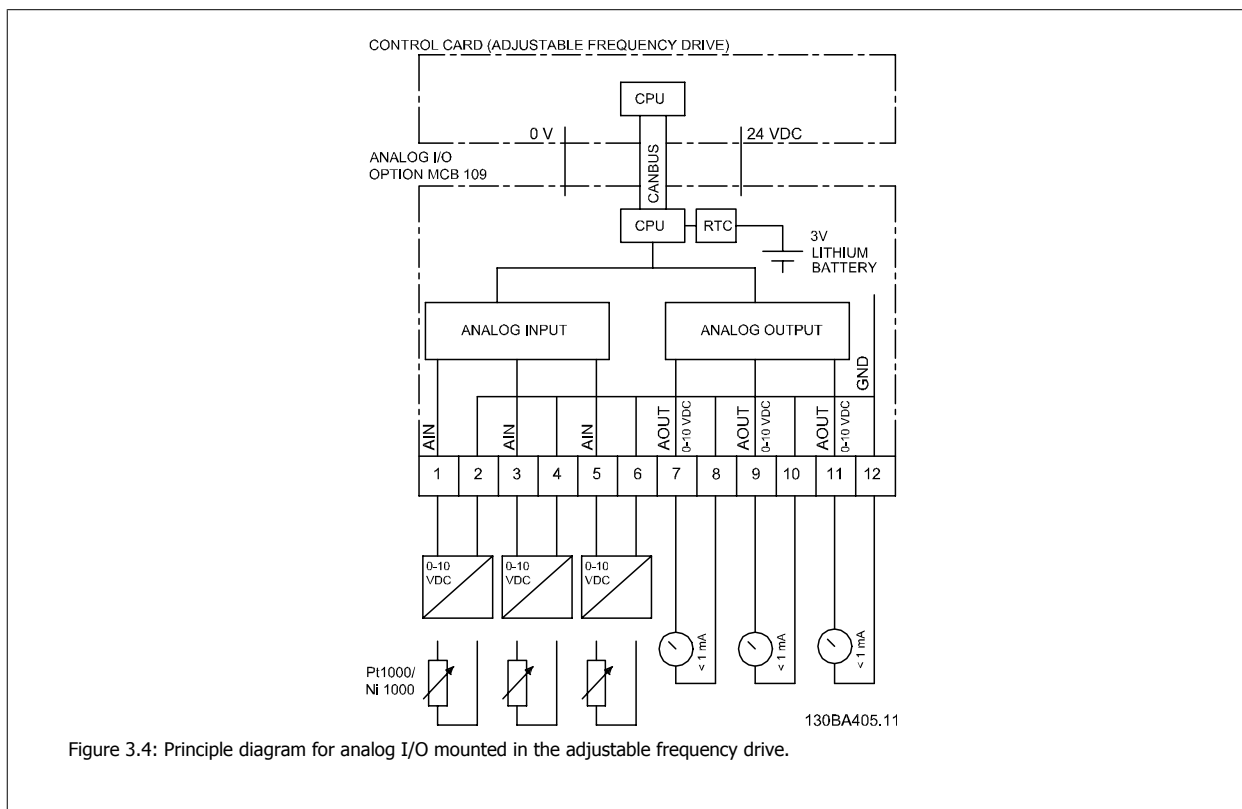 CONTROL CARD (ADJUSTABLE FREQUENCY DRIVE)
CPU
0 V
24 VDC
ANALOG I/O
OPTION MCB 109
CANBUS
CPU
RTC
3V
LITHIUM
BATTERY
ANALOG INPUT
ANALOG OUTPUT
GND
AIN
AIN
AIN
AOUT
0-10 VDC
AOUT
0-10 VDC
AOUT
0-10 VDC
1 2 3 4 5 6 7 8 9 10 11 12
0-10
VDC
0-10
VDC
0-10
VDC
< 1 mA
< 1 mA
< 1 mA
Pt1000/
Ni 1000
130BA405.11
Figure 3.4: Principle diagram for analog I/O mounted in the adjustable frequency drive.